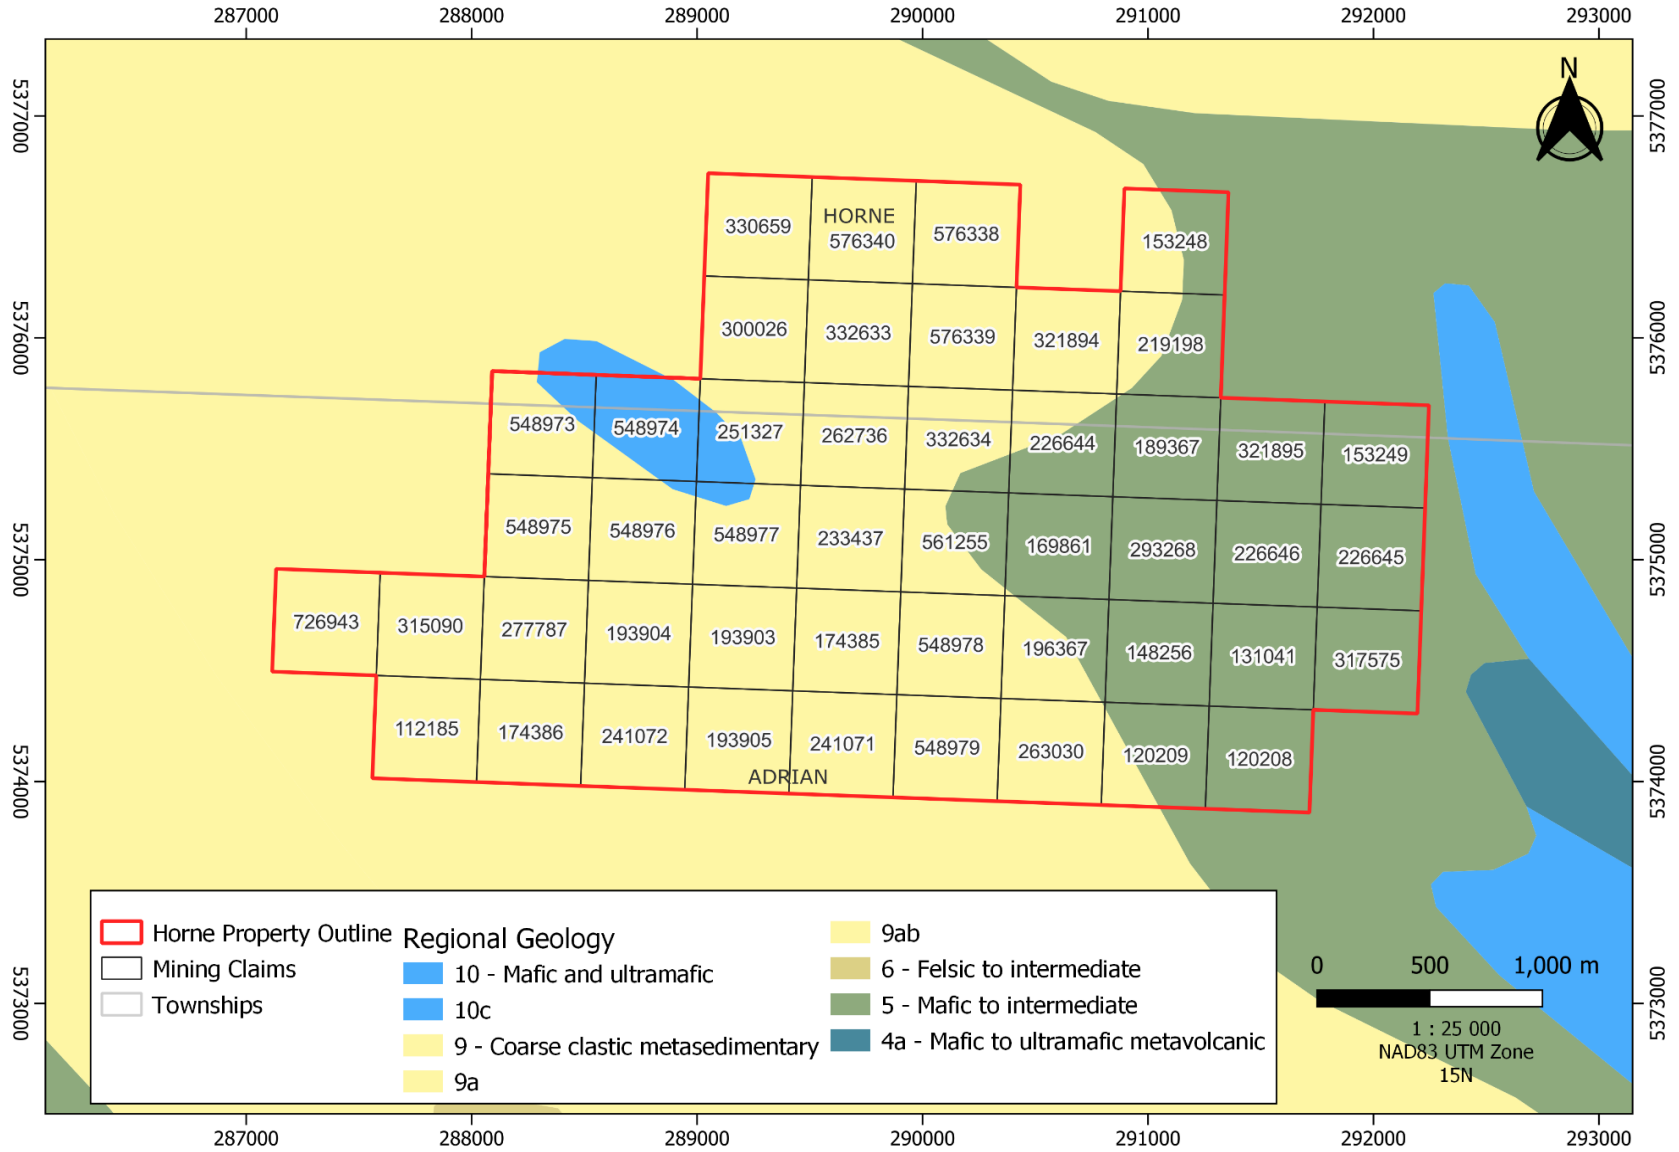 287000 288000 289000 290000 291000 292000 293000
N
5377000 5377000
HORNE
330659 576340 576338 153248
300026 332633 576339 321894 219198
5376000 5376000
548973 548974 251327 262736 332634 226644 189367 321895 153249
548975 548976 548977 233437 561255 169861 293268 226646 226645
5375000 5375000
726943 315090 277787 193904 193903 174385 548978 196367 148256 131041 317575
112185 174386 241072 193905 241071 548979 263030 120209 120208
ADRIAN
5374000 5374000
Horne Property Outline
Mining Claims
Townships
Regional Geology
10 - Mafic and ultramafic
10c
9 - Coarse clastic metasedimentary
9a
9ab
6 - Felsic to intermediate
5 - Mafic to intermediate
4a - Mafic to ultramafic metavolcanic
0 500 1,000 m
1 : 25 000
NAD83 UTM Zone
15N
5373000 5373000
287000 288000 289000 290000 291000 292000 293000